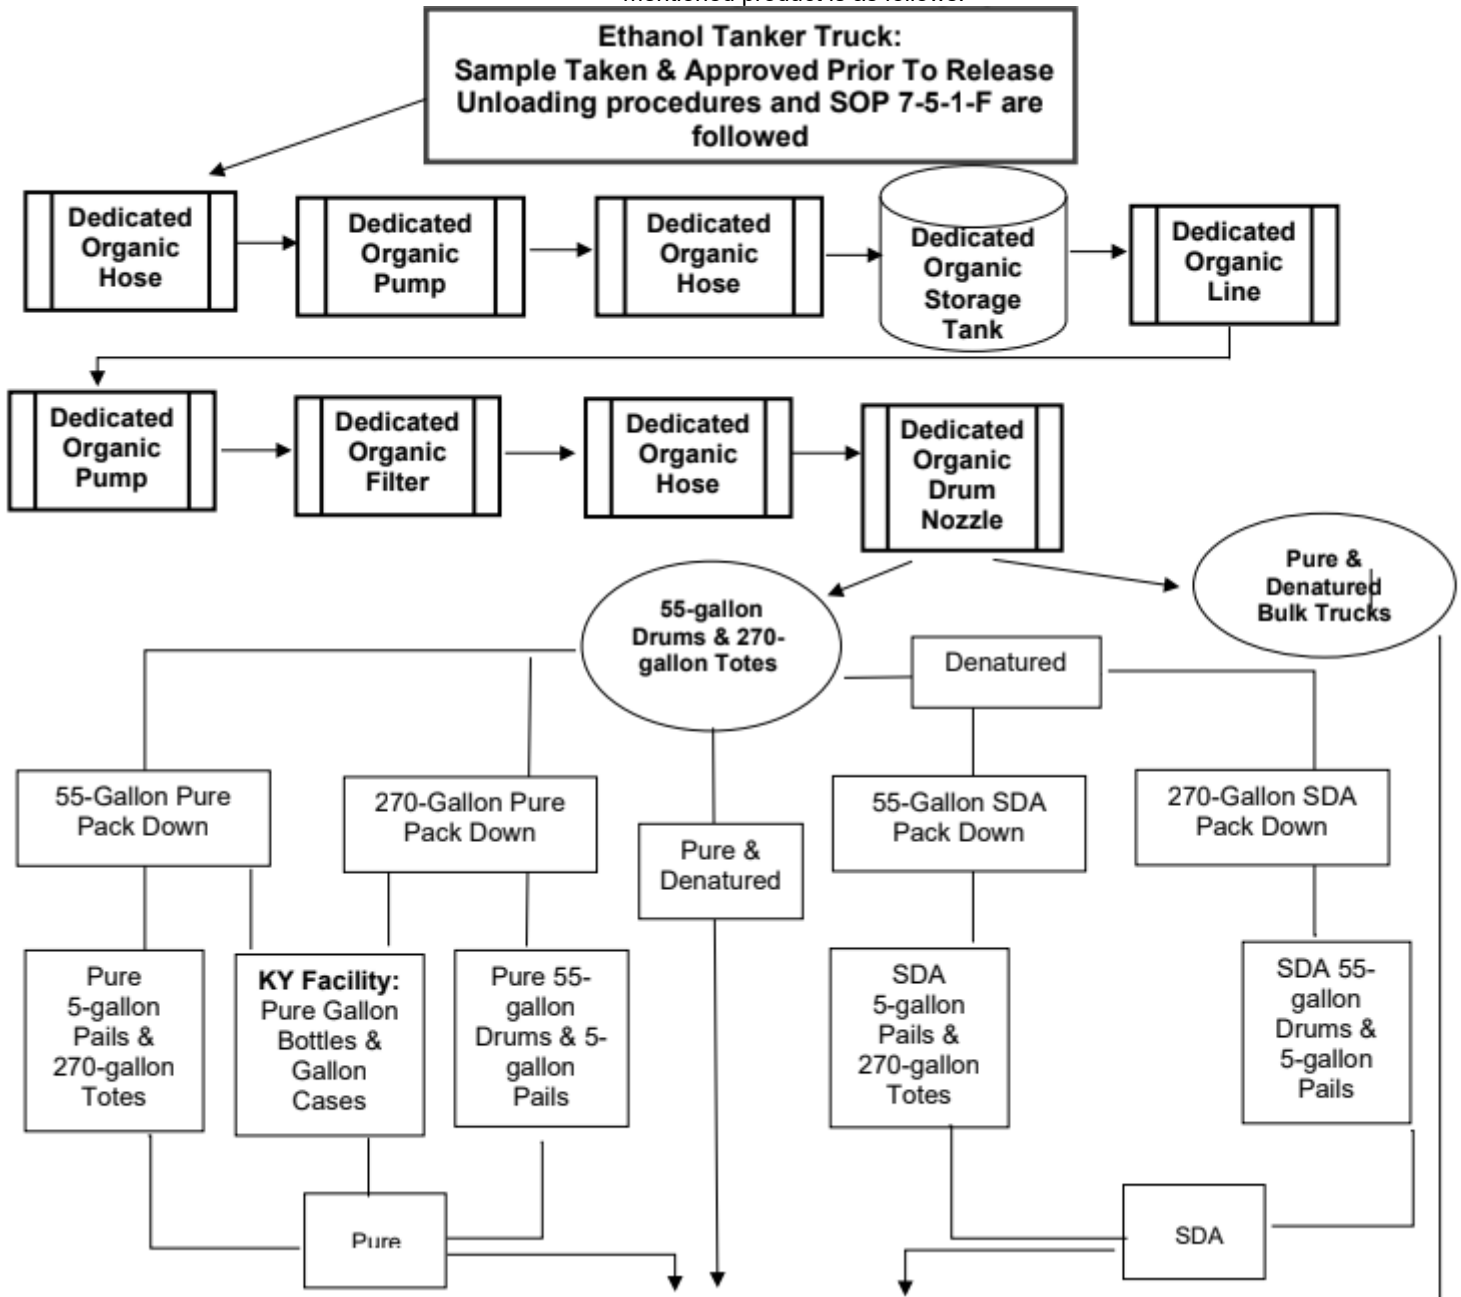 mentioned product is as follows:
Ethanol Tanker Truck:
Sample Taken & Approved Prior To Release
Unloading procedures and SOP 7-5-1-F are
followed
Dedicated
Organic
Hose
Dedicated
Organic
Pump
Dedicated
Organic
Hose
Dedicated
Organic
Storage
Tank
Dedicated
Organic
Line
Dedicated
Organic
Pump
Dedicated
Organic
Filter
Dedicated
Organic
Hose
Dedicated
Organic
Drum
Nozzle
Pure &
Denatured
Bulk Trucks
55-gallon
Drums & 270-
gallon Totes
Denatured
55-Gallon Pure
Pack Down
270-Gallon Pure
Pack Down
Pure &
Denatured
55-Gallon SDA
Pack Down
270-Gallon SDA
Pack Down
Pure
5-gallon
Pails &
270-gallon
Totes
KY Facility:
Pure Gallon
Bottles &
Gallon
Cases
Pure 55-
gallon
Drums & 5-
gallon
Pails
SDA
5-gallon
Pails &
270-gallon
Totes
SDA 55-
gallon
Drums &
5-gallon
Pails
Pure
SDA